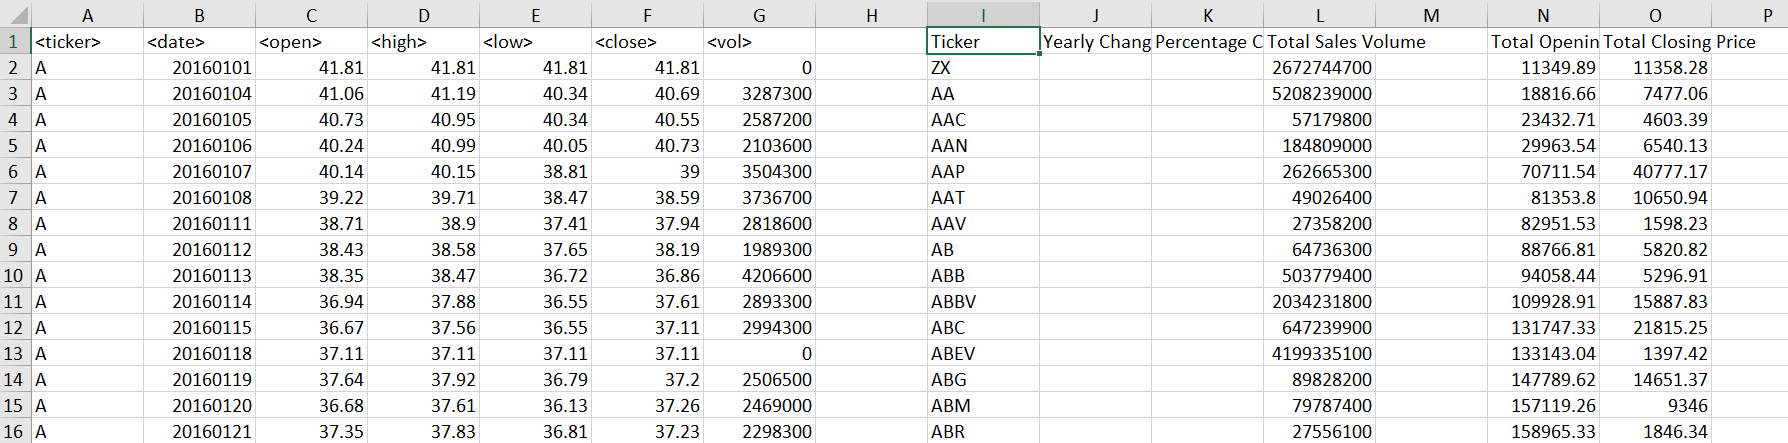 A B C D E F G H I J K L M N O P
1 <ticker> <date> <open> <high> <low> <close> <vol> Ticker Yearly Chang Percentage C Total Sales Volume Total Openin Total Closing Price
2 A 20160101 41.81 41.81 41.81 41.81 0 ZX 2672744700 11349.89 11358.28
3 A 20160104 41.06 41.19 40.34 40.69 3287300 AA 5208239000 18816.66 7477.06
4 A 20160105 40.73 40.95 40.34 40.55 2587200 AAC 57179800 23432.71 4603.39
5 A 20160106 40.24 40.99 40.05 40.73 2103600 AAN 184809000 29963.54 6540.13
6 A 20160107 40.14 40.15 38.81 39 3504300 AAP 262665300 70711.54 40777.17
7 A 20160108 39.22 39.71 38.47 38.59 3736700 AAT 49026400 81353.8 10650.94
8 A 20160111 38.71 38.9 37.41 37.94 2818600 AAV 27358200 82951.53 1598.23
9 A 20160112 38.43 38.58 37.65 38.19 1989300 AB 64736300 88766.81 5820.82
10 A 20160113 38.35 38.47 36.72 36.86 4206600 ABB 503779400 94058.44 5296.91
11 A 20160114 36.94 37.88 36.55 37.61 2893300 ABBV 2034231800 109928.91 15887.83
12 A 20160115 36.67 37.56 36.55 37.11 2994300 ABC 647239900 131747.33 21815.25
13 A 20160118 37.11 37.11 37.11 37.11 0 ABEV 4199335100 133143.04 1397.42
14 A 20160119 37.64 37.92 36.79 37.2 2506500 ABG 89828200 147789.62 14651.37
15 A 20160120 36.68 37.61 36.13 37.26 2469000 ABM 79787400 157119.26 9346
16 A 20160121 37.35 37.83 36.81 37.23 2298300 ABR 27556100 158965.33 1846.34